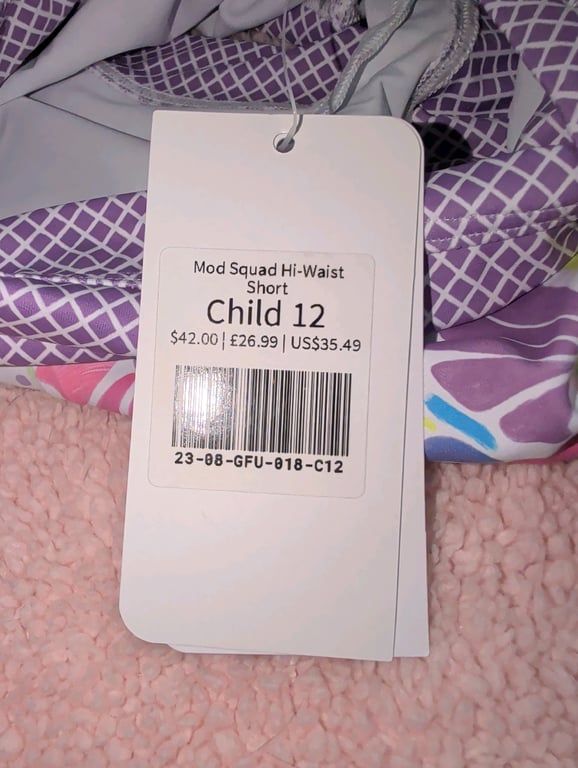 Mod Squad Hi-Waist
Short
Child 12
$42.00 | £26.99 | US$35.49
23-08-GFU-018-C12